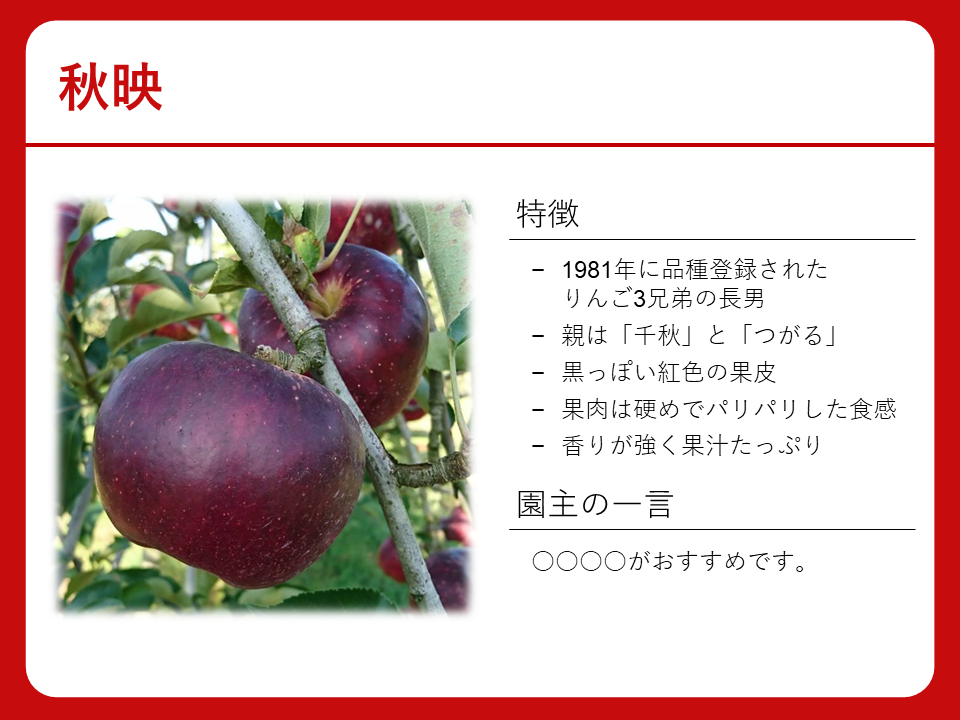 秋映
特徴
– 1981年に品種登録された
りんご3兄弟の長男
– 親は「千秋」と「つがる」
– 黒っぽい紅色の果皮
– 果肉は硬めでパリパリした食感
– 香りが強く果汁たっぷり
園主の一言
〇〇〇〇がおすすめです。